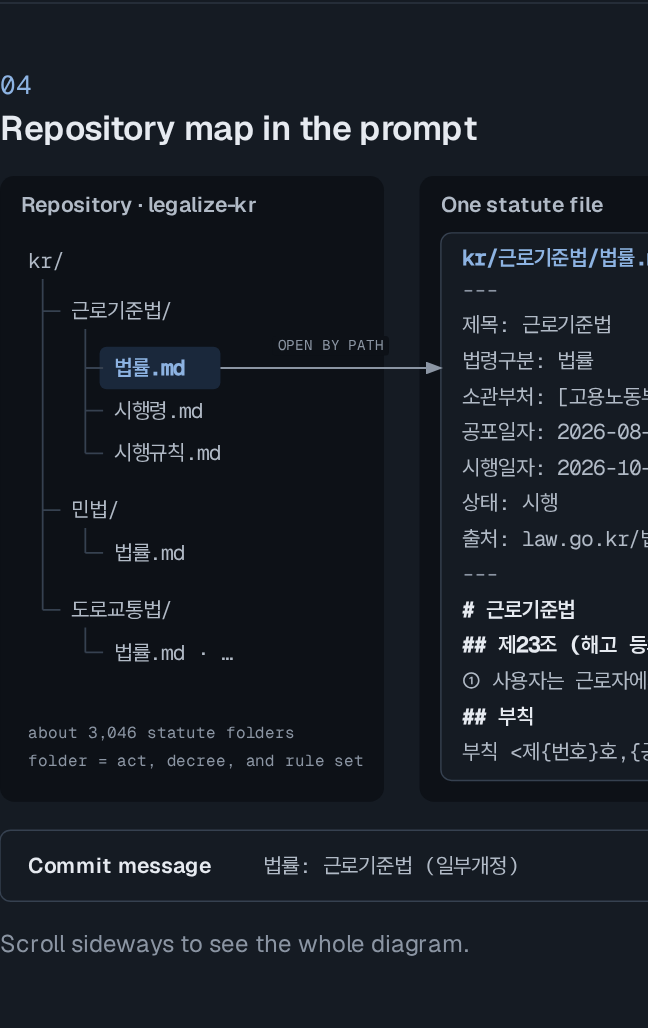 04
Repository map in the prompt
Repository · legalize-kr
kr/
근로기준법/
법률.md
OPEN BY PATH
시행령.md
시행규칙.md
민법/
법률.md
도로교통법/
법률.md · …
about 3,046 statute folders
folder = act, decree, and rule set
One statute file
kr/근로기준법/법률.
---
제목: 근로기준법
법령구분: 법률
소관부처: [고용노동
공포일자: 2026-08-
시행일자: 2026-10-
상태: 시행
출처: law.go.kr/
---
# 근로기준법
## 제23조 (해고 등
① 사용자는 근로자에
## 부칙
부칙 <제{번호}호,{
Commit message
법률: 근로기준법 (일부개정)
Scroll sideways to see the whole diagram.